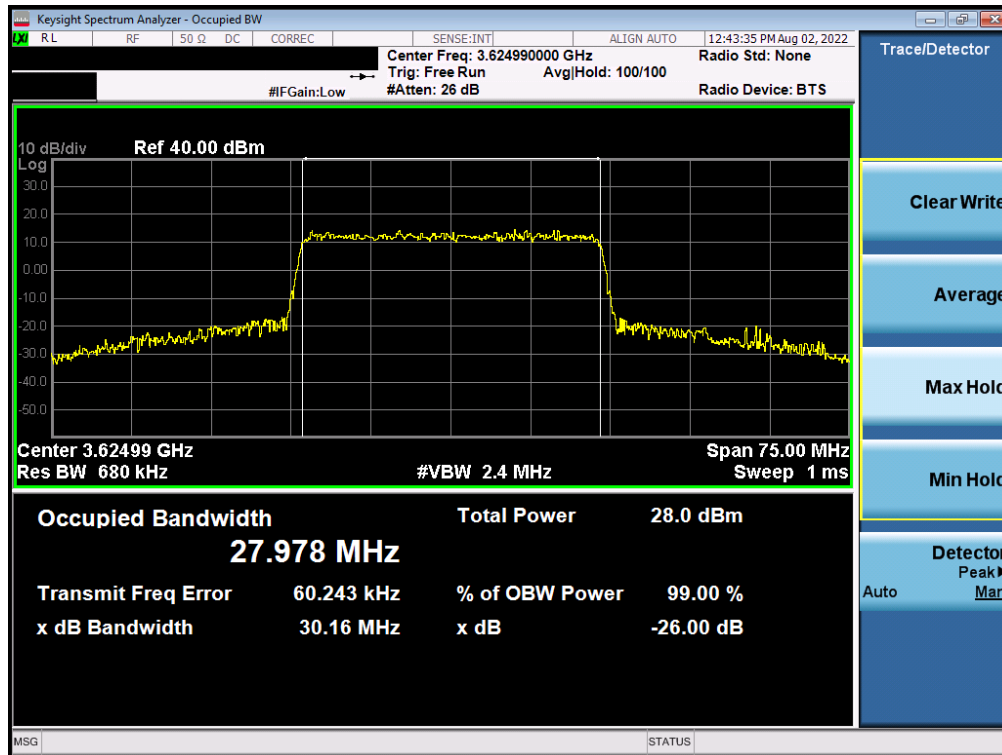 Keysight Spectrum Analyzer - Occupied BW
LXI RL RF 50 Ω DC CORREC SENSE:INT ALIGN AUTO 12:43:35 PM Aug 02, 2022
Center Freq: 3.624990000 GHz Radio Std: None
Trig: Free Run Avg|Hold: 100/100
#IFGain:Low #Atten: 26 dB Radio Device: BTS
Trace/Detector
10 dB/div Ref 40.00 dBm
Log
30.0
20.0
10.0
0.00
-10.0
-20.0
-30.0
-40.0
-50.0
Center 3.62499 GHz Span 75.00 MHz
Res BW 680 kHz #VBW 2.4 MHz Sweep 1 ms
Occupied Bandwidth Total Power 28.0 dBm
27.978 MHz
Transmit Freq Error 60.243 kHz % of OBW Power 99.00 %
x dB Bandwidth 30.16 MHz x dB -26.00 dB
Clear Write
Average
Max Hold
Min Hold
Detector
Peak▶
Auto Man
MSG STATUS